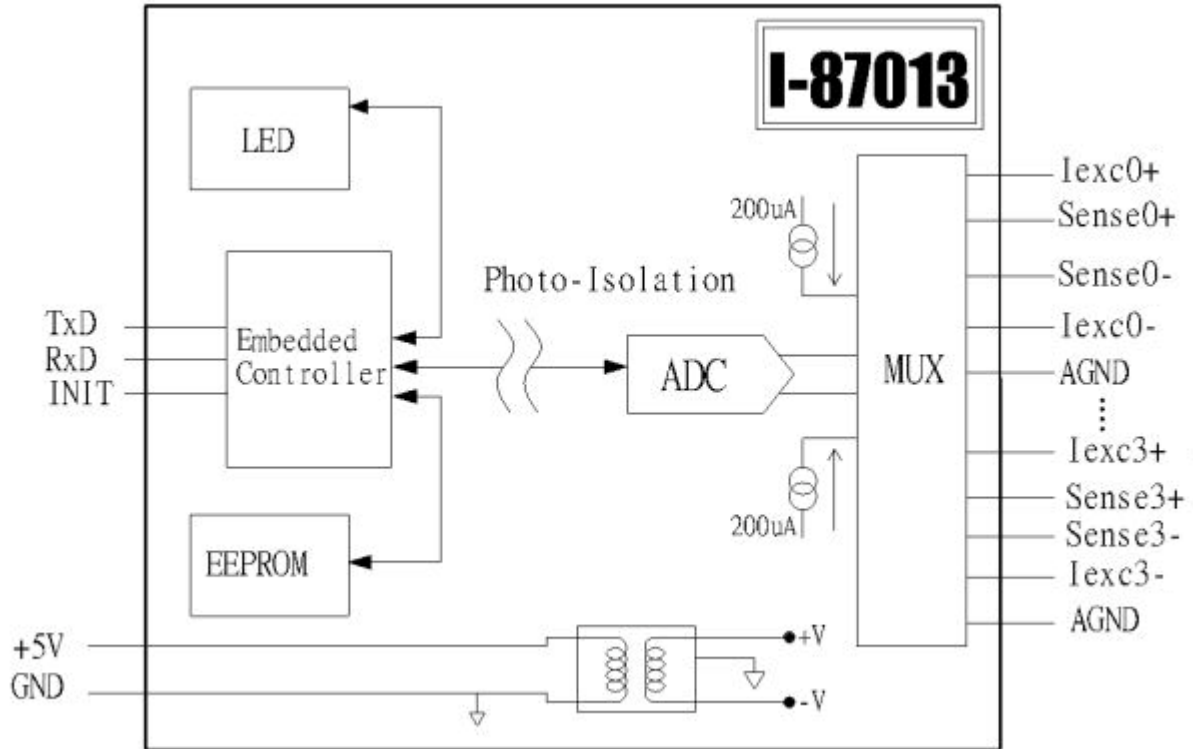 I-87013
LED
Iexc0+
200uA
Sense0+
Photo-Isolation
Sense0-
TxD
Iexc0-
RxD
Embedded
Controller
ADC
MUX
AGND
INIT
Iexc3+
Sense3+
200uA
Sense3-
EEPROM
Iexc3-
AGND
+5V
+V
GND
-V